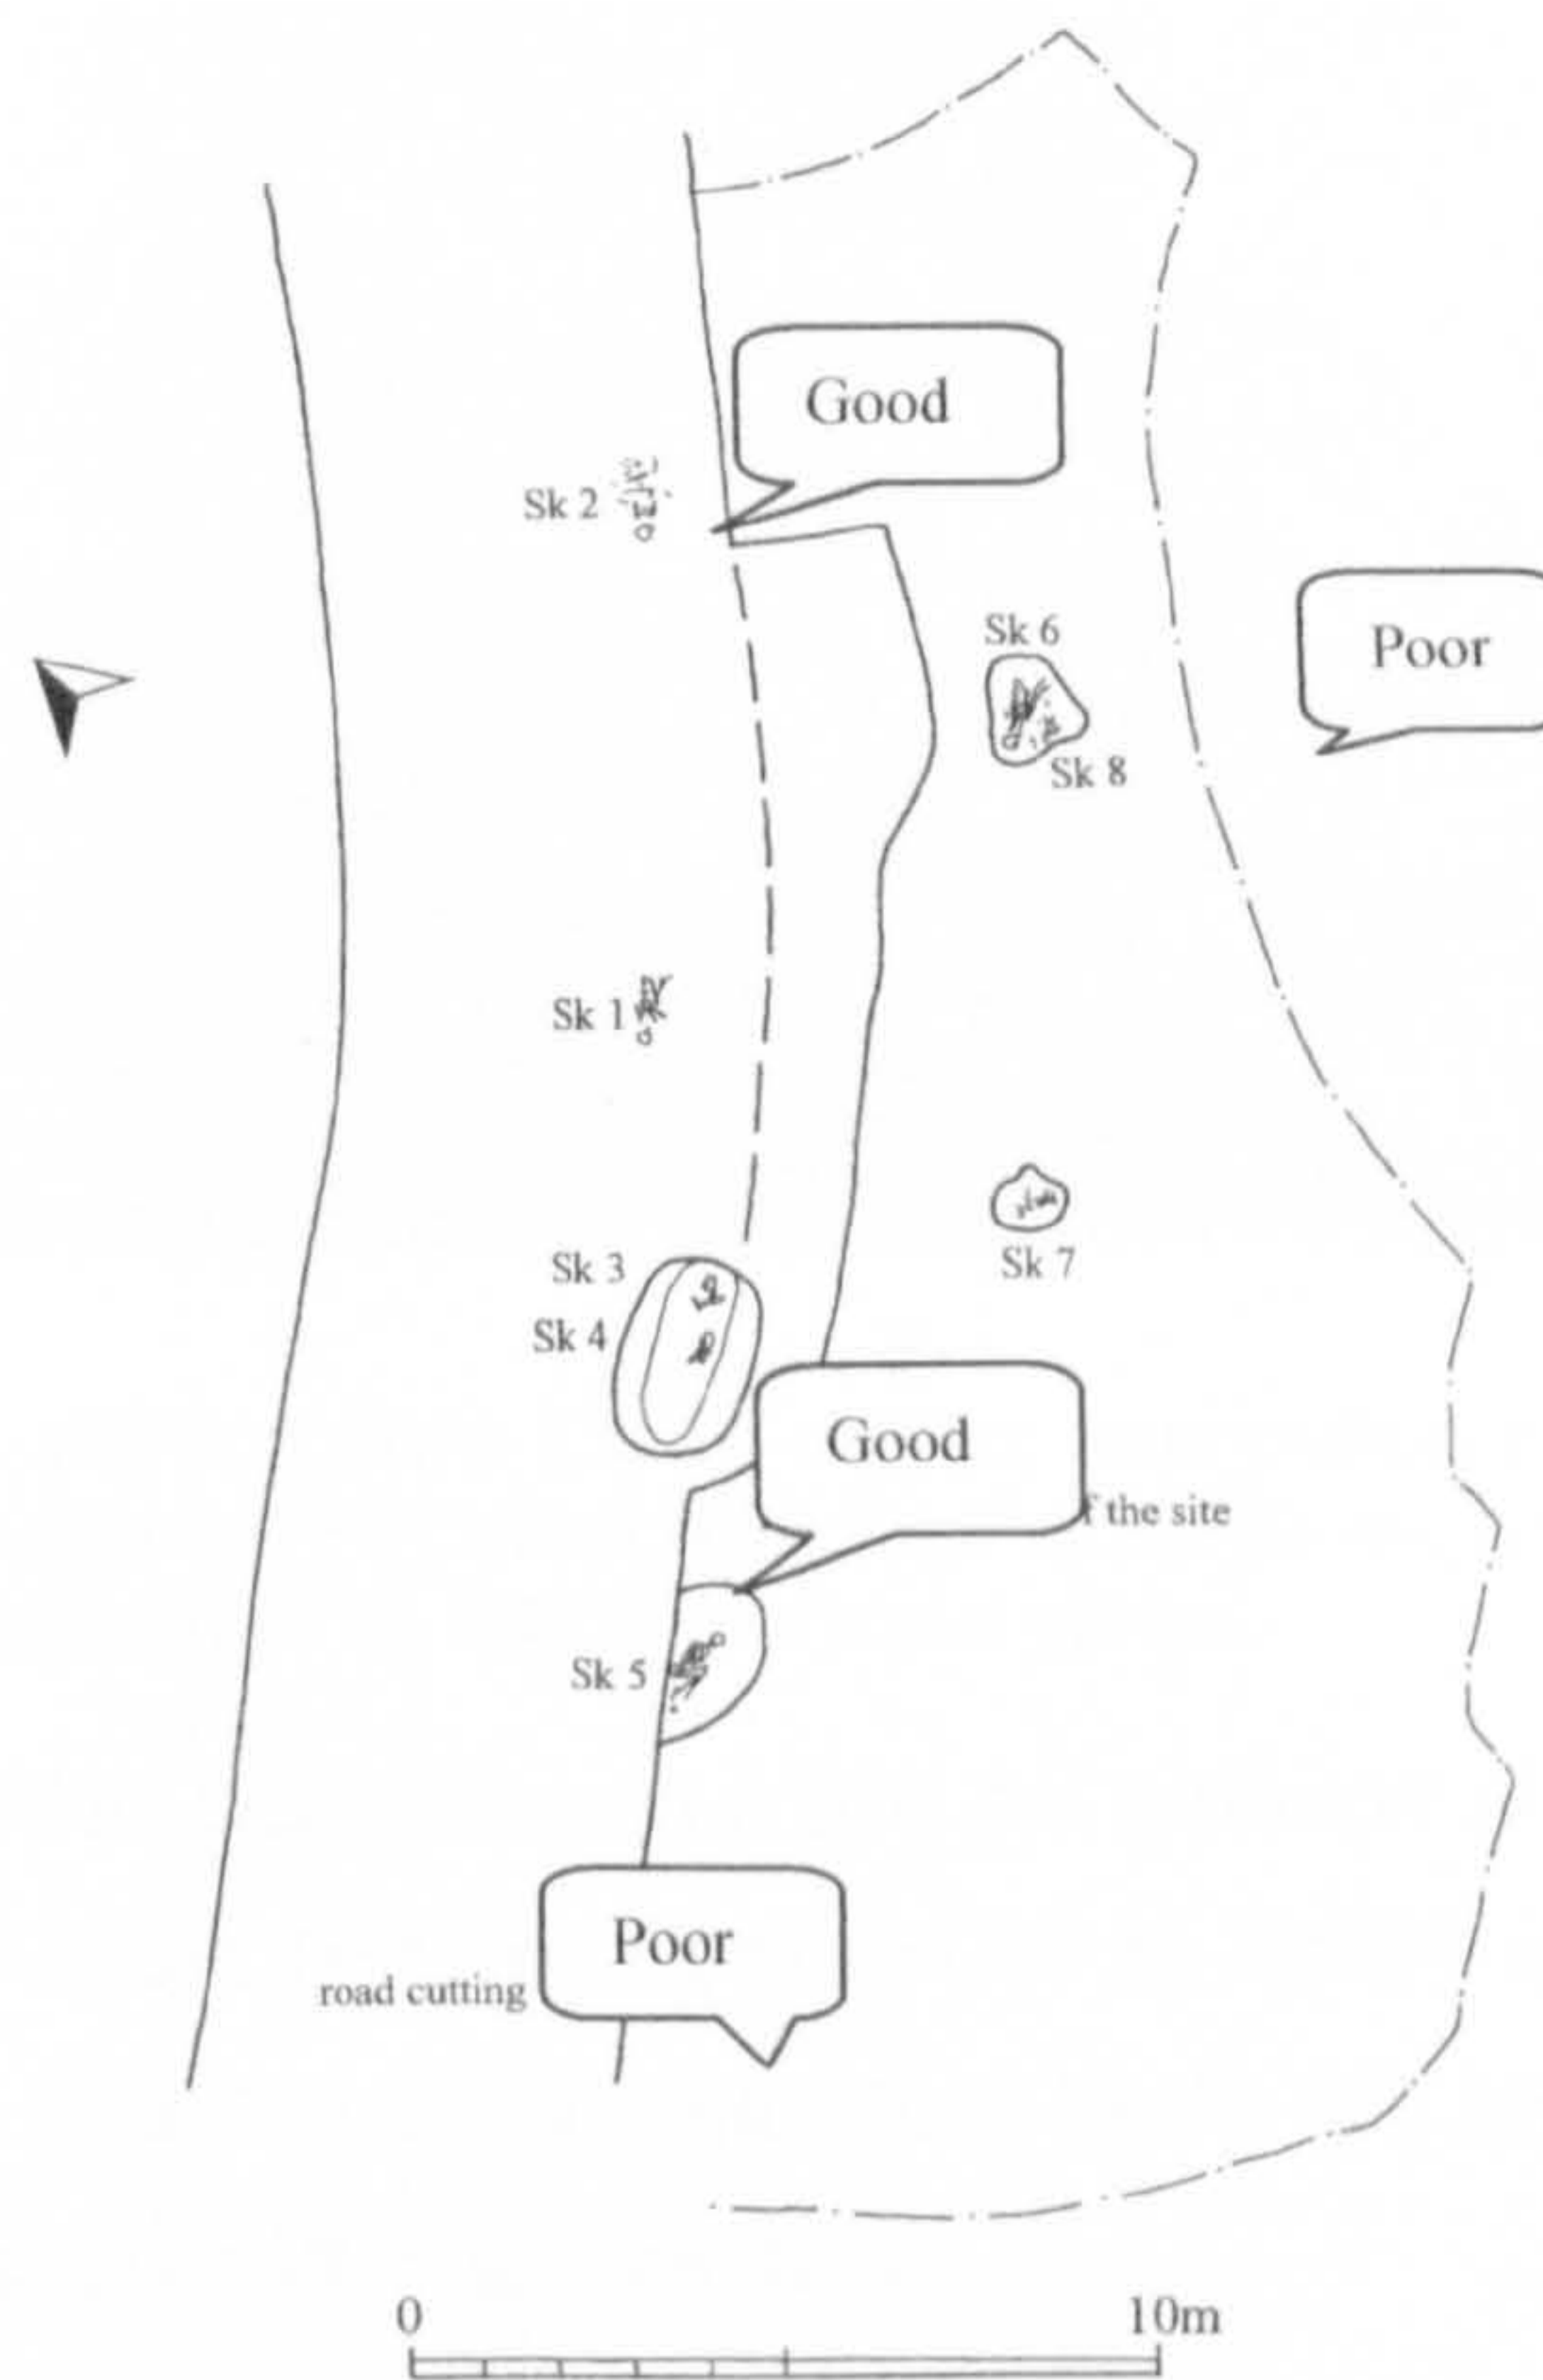 Good
Sk 2
Sk 6
Poor
Sk 8
Sk 1
Sk 3
Sk 7
Sk 4
Good
f the site
Sk 5
Poor
road cutting
0 10m